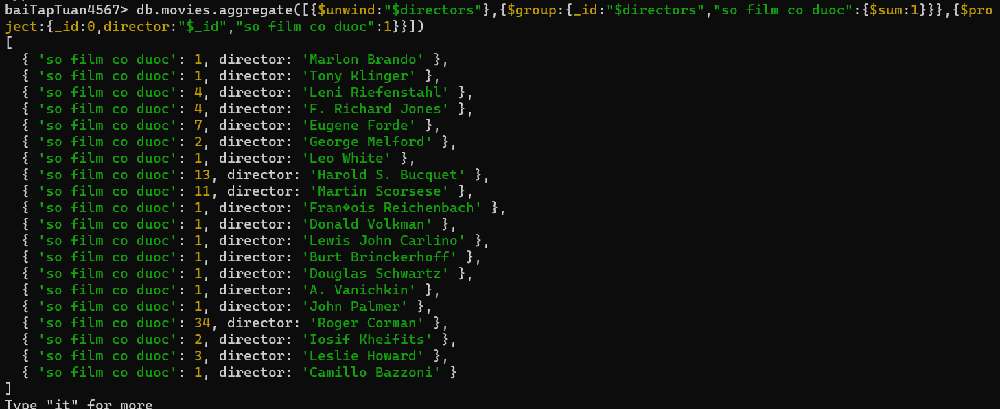 baiTapTuan4567> db.movies.aggregate([{$unwind:"$directors"},{$group:{_id:"$directors","so film co duoc":{$sum:1}}},{$pro
ject:{_id:0,director:"$_id","so film co duoc":1}}])
[
  { 'so film co duoc': 1, director: 'Marlon Brando' },
  { 'so film co duoc': 1, director: 'Tony Klinger' },
  { 'so film co duoc': 4, director: 'Leni Riefenstahl' },
  { 'so film co duoc': 4, director: 'F. Richard Jones' },
  { 'so film co duoc': 7, director: 'Eugene Forde' },
  { 'so film co duoc': 2, director: 'George Melford' },
  { 'so film co duoc': 1, director: 'Leo White' },
  { 'so film co duoc': 13, director: 'Harold S. Bucquet' },
  { 'so film co duoc': 11, director: 'Martin Scorsese' },
  { 'so film co duoc': 1, director: 'Fran�ois Reichenbach' },
  { 'so film co duoc': 1, director: 'Donald Volkman' },
  { 'so film co duoc': 1, director: 'Lewis John Carlino' },
  { 'so film co duoc': 1, director: 'Burt Brinckerhoff' },
  { 'so film co duoc': 1, director: 'Douglas Schwartz' },
  { 'so film co duoc': 1, director: 'A. Vanichkin' },
  { 'so film co duoc': 1, director: 'John Palmer' },
  { 'so film co duoc': 34, director: 'Roger Corman' },
  { 'so film co duoc': 2, director: 'Iosif Kheifits' },
  { 'so film co duoc': 3, director: 'Leslie Howard' },
  { 'so film co duoc': 1, director: 'Camillo Bazzoni' }
]
Type "it" for more